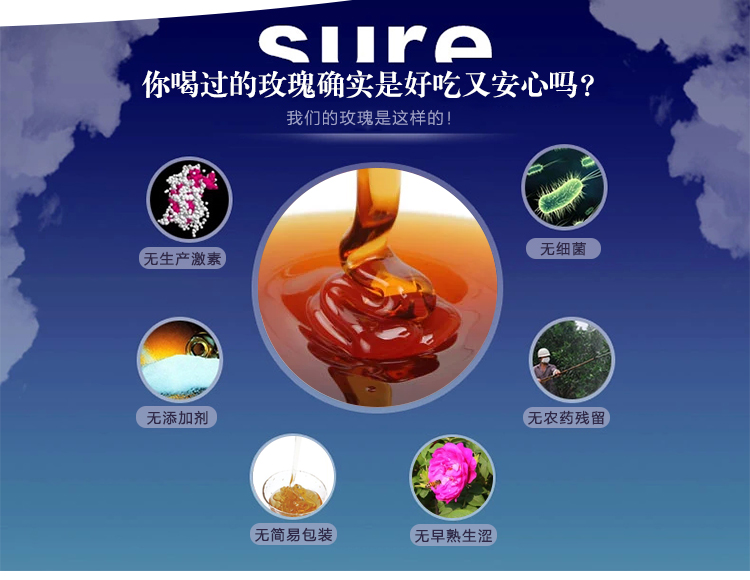 sure
你喝过的玫瑰确实是好吃又安心吗?
我们的玫瑰是这样的!
无生产激素
无细菌
无添加剂
无农药残留
无简易包装
无早熟生涩